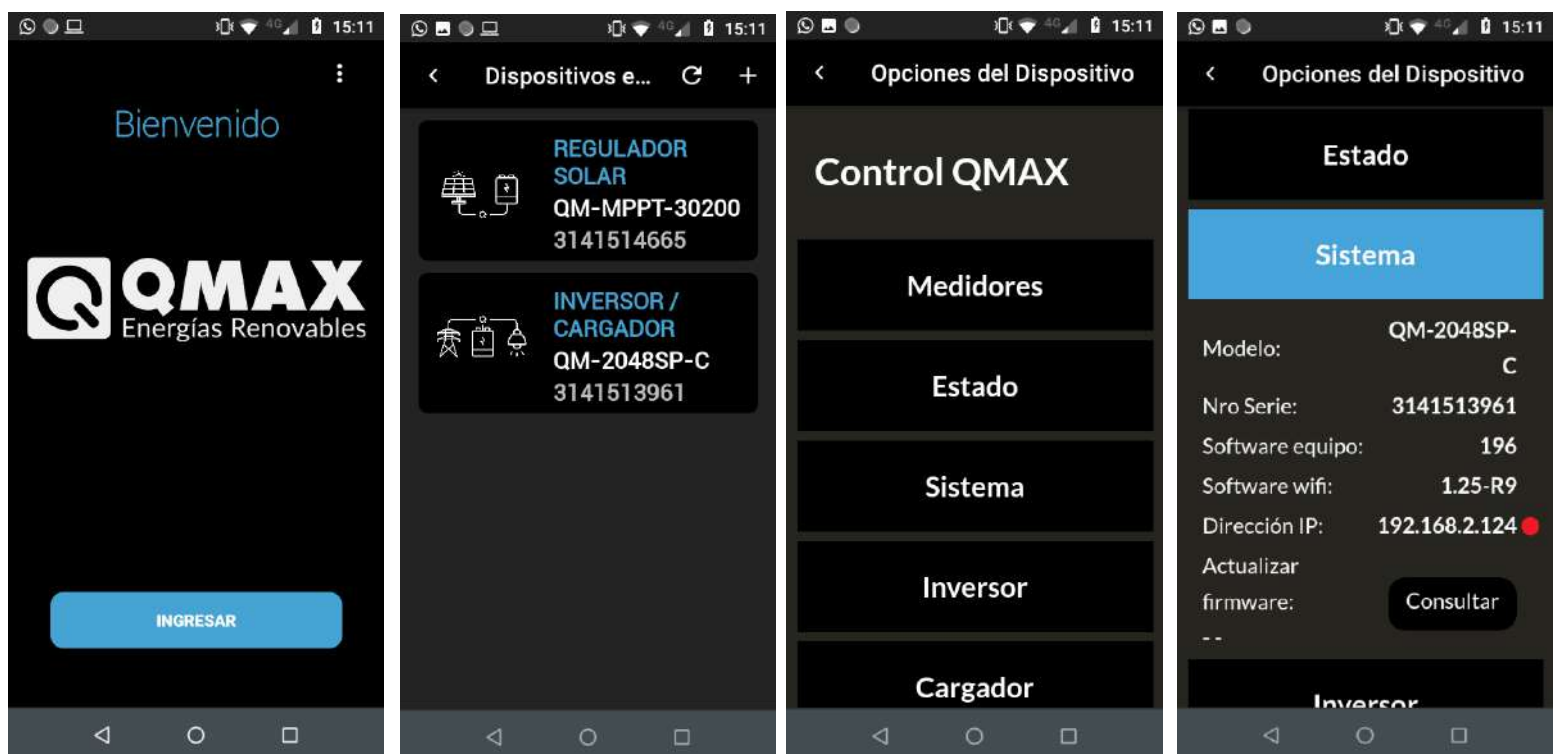 15:11
Bienvenido
QMAX
Energías Renovables
INGRESAR
15:11
Dispositivos e...
REGULADOR
SOLAR
QM-MPPT-30200
3141514665
INVERSOR /
CARGADOR
QM-2048SP-C
3141513961
4G 15:11
Opciones del Dispositivo
Control QMAX
Medidores
Estado
Sistema
Inversor
Cargador
4G 15:11
Opciones del Dispositivo
Estado
Sistema
Modelo: QM-2048SP-
C
Nro Serie: 3141513961
Software equipo: 196
Software wifi: 1.25-R9
Dirección IP: 192.168.2.124
Actualizar
firmware: Consultar
- -
Inversor